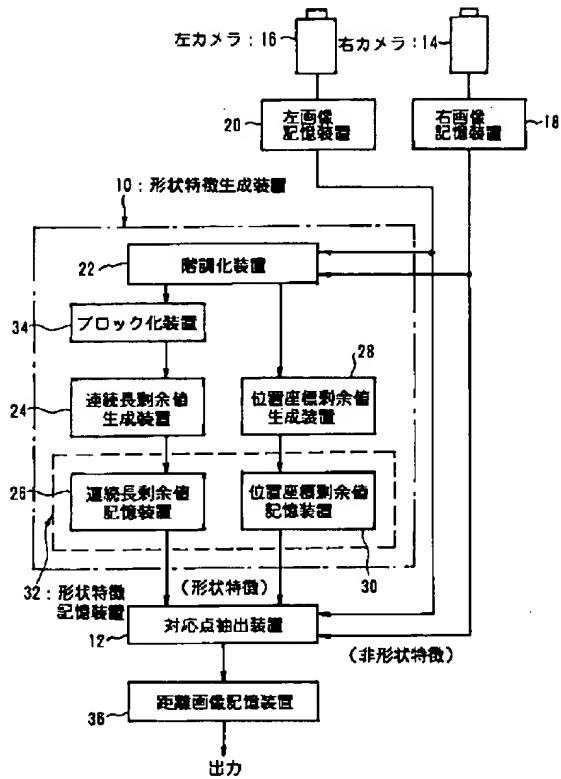 左カメラ:16
右カメラ:14
20
左画像
記憶装置
右画像
記憶装置
18
10:形状特徴生成装置
22
階調化装置
34
ブロック化装置
28
24
連続長剰余値
生成装置
位置座標剰余値
生成装置
26
連続長剰余値
記憶装置
位置座標剰余値
記憶装置
32:形状特徴
記憶装置
(形状特徴)
30
12
対応点抽出装置
(非形状特徴)
36
距離画像記憶装置
出力